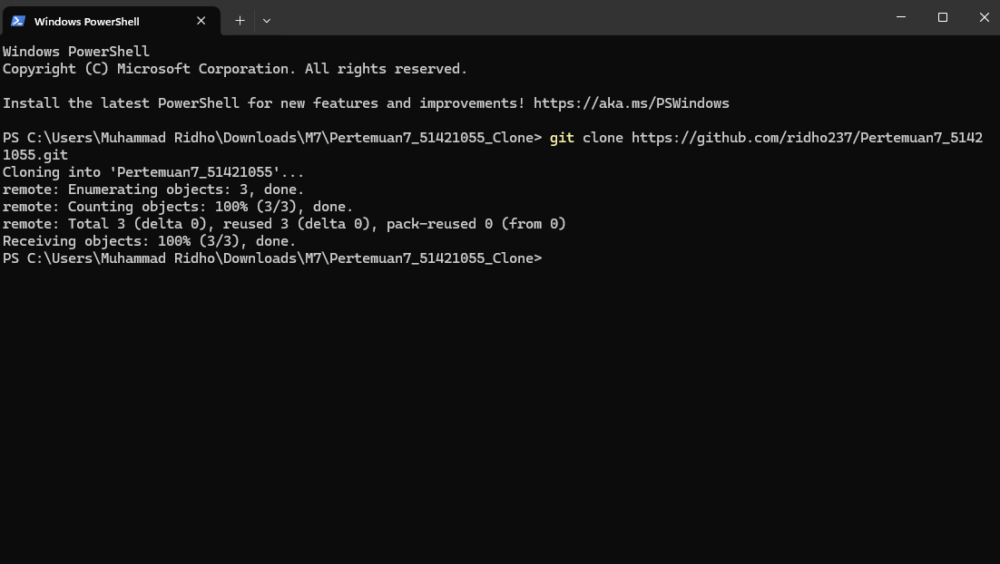 Windows PowerShell
Windows PowerShell
Copyright (C) Microsoft Corporation. All rights reserved.
Install the latest PowerShell for new features and improvements! https://aka.ms/PSWindows
PS C:\Users\Muhammad Ridho\Downloads\M7\Pertemuan7_51421055_Clone> git clone https://github.com/ridho237/Pertemuan7_5142
1055.git
Cloning into 'Pertemuan7_51421055'...
remote: Enumerating objects: 3, done.
remote: Counting objects: 100% (3/3), done.
remote: Total 3 (delta 0), reused 3 (delta 0), pack-reused 0 (from 0)
Receiving objects: 100% (3/3), done.
PS C:\Users\Muhammad Ridho\Downloads\M7\Pertemuan7_51421055_Clone>